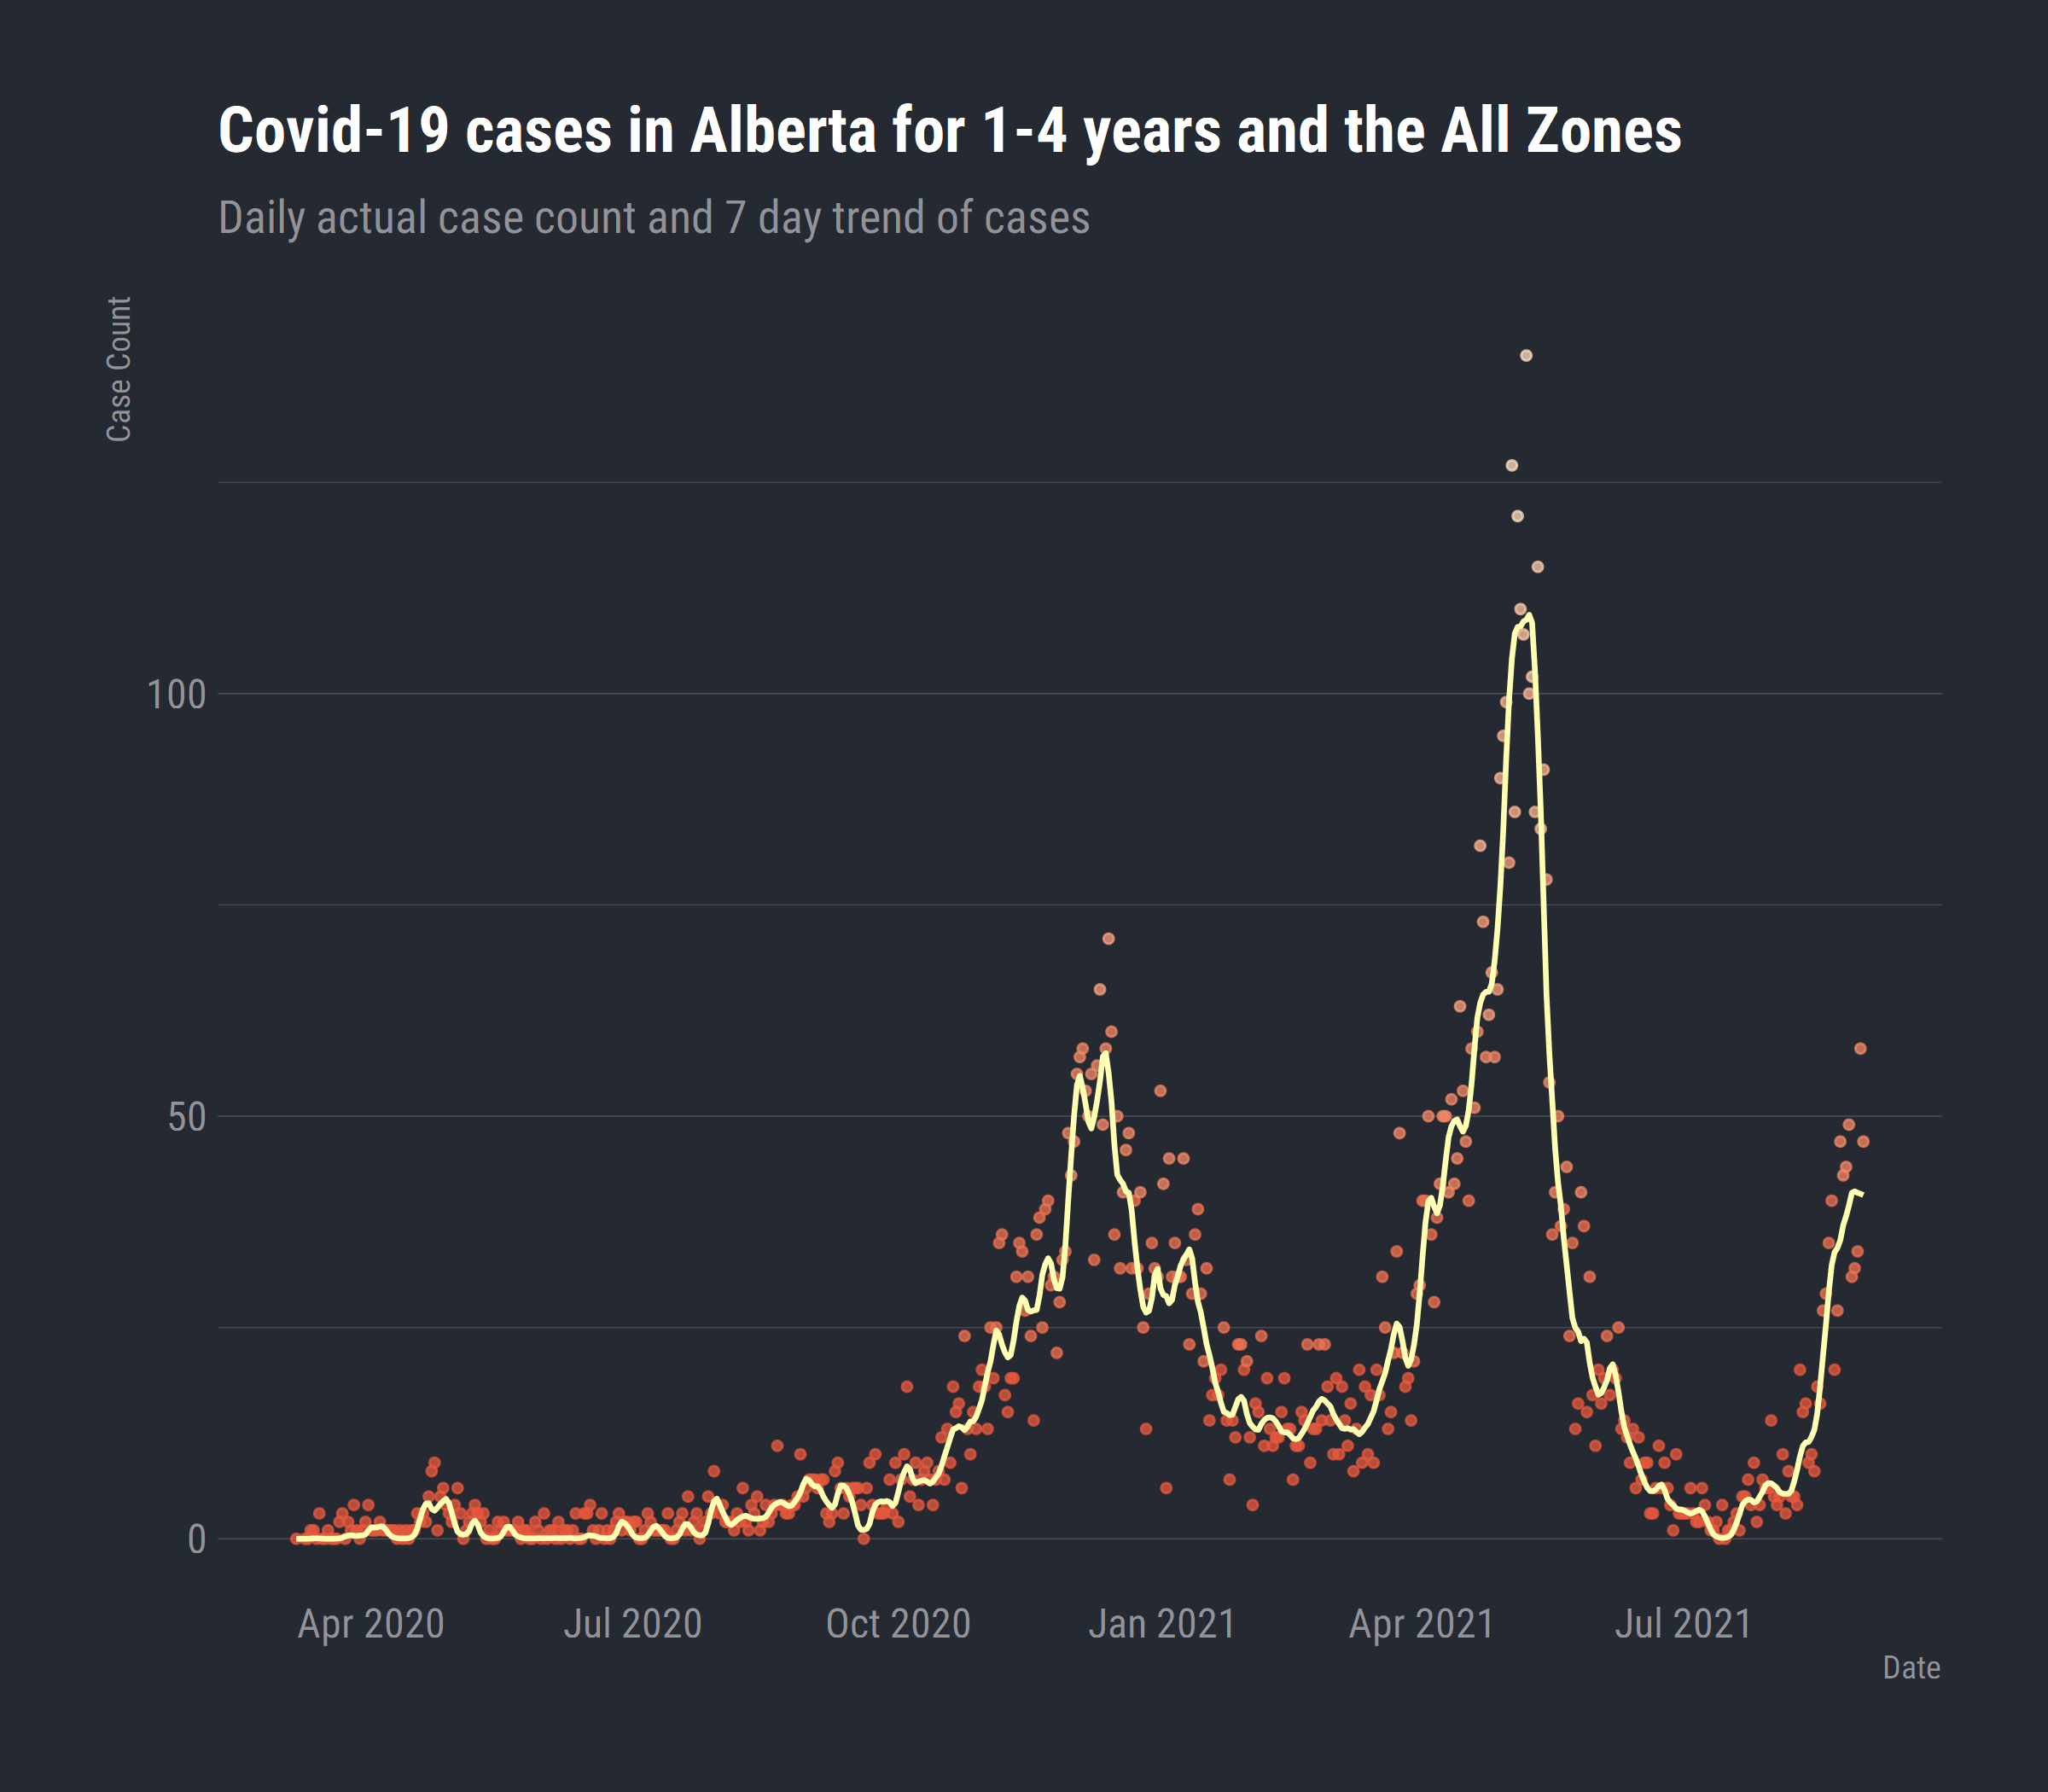 Covid-19 cases in Alberta for 1-4 years and the All Zones
Daily actual case count and 7 day trend of cases
Case Count
100
50
0
Apr 2020 Jul 2020 Oct 2020 Jan 2021 Apr 2021 Jul 2021
Date